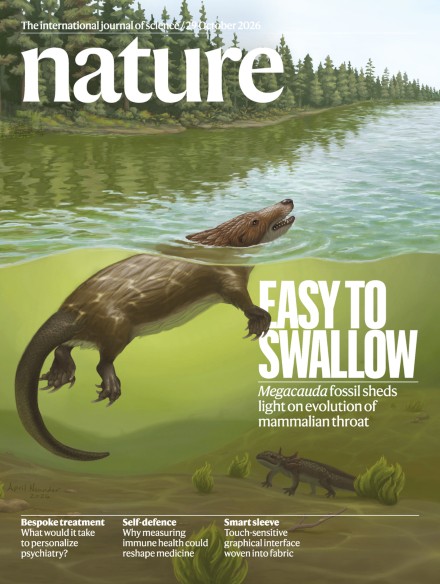 The international journal of science / 2 October 2026
nature
EASY TO
SWALLOW
Megacauda fossil sheds
light on evolution of
mammalian throat
Bespoke treatment
What would it take
to personalize
psychiatry?
Self-defence
Why measuring
immune health could
reshape medicine
Smart sleeve
Touch-sensitive
graphical interface
woven into fabric